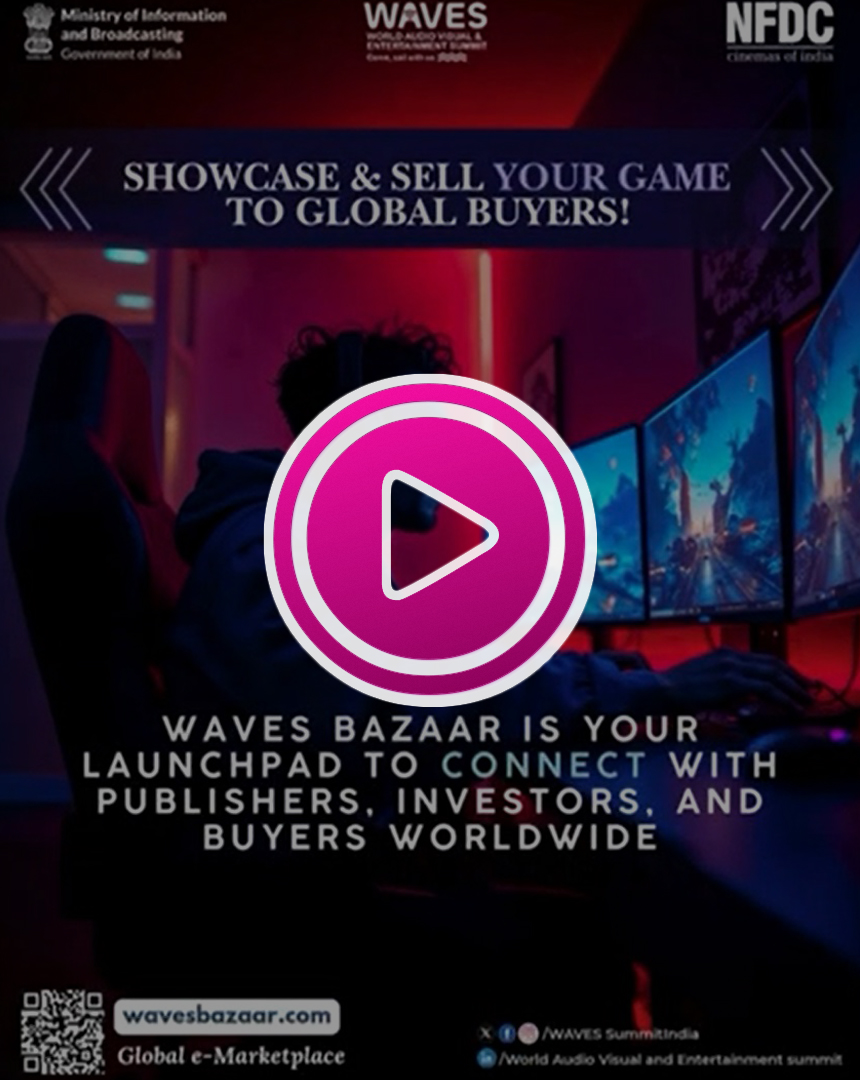 Ministry of Information
and Broadcasting
Government of India
WAVES
WORLD AUDIO VISUAL &
ENTERTAINMENT SUMMIT
NFDC
cinemas of india
SHOWCASE & SELL YOUR GAME
TO GLOBAL BUYERS!
WAVES BAZAAR IS YOUR
LAUNCHPAD TO CONNECT WITH
PUBLISHERS, INVESTORS, AND
BUYERS WORLDWIDE
wavesbazaar.com
Global e-Marketplace
/WAVES SummitIndia
/World Audio Visual and Entertainment summit